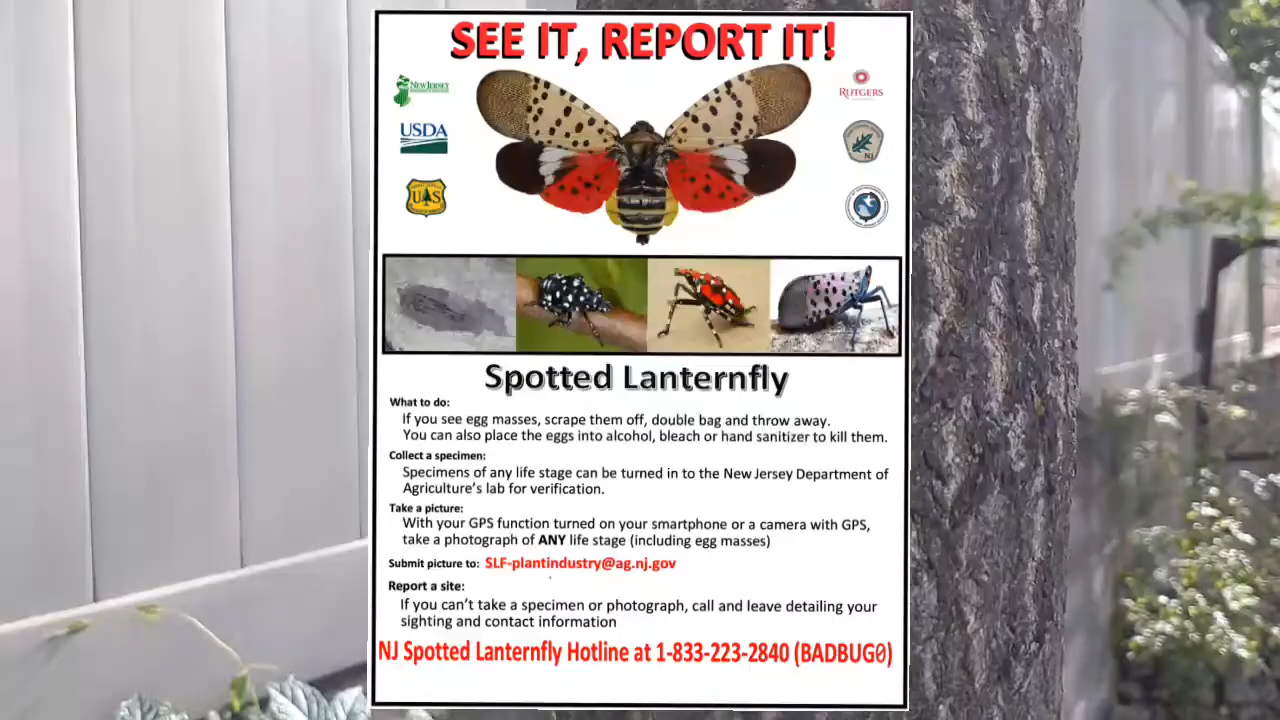 SEE IT, REPORT IT!
NEW JERSEY
RUTGERS
USDA
NJ
U S
Spotted Lanternfly
What to do:
If you see egg masses, scrape them off, double bag and throw away.
You can also place the eggs into alcohol, bleach or hand sanitizer to kill them.
Collect a specimen:
Specimens of any life stage can be turned in to the New Jersey Department of
Agriculture's lab for verification.
Take a picture:
With your GPS function turned on your smartphone or a camera with GPS,
take a photograph of ANY life stage (including egg masses)
Submit picture to: SLF-plantindustry@ag.nj.gov
Report a site:
If you can't take a specimen or photograph, call and leave detailing your
sighting and contact information
NJ Spotted Lanternfly Hotline at 1-833-223-2840 (BADBUG0)